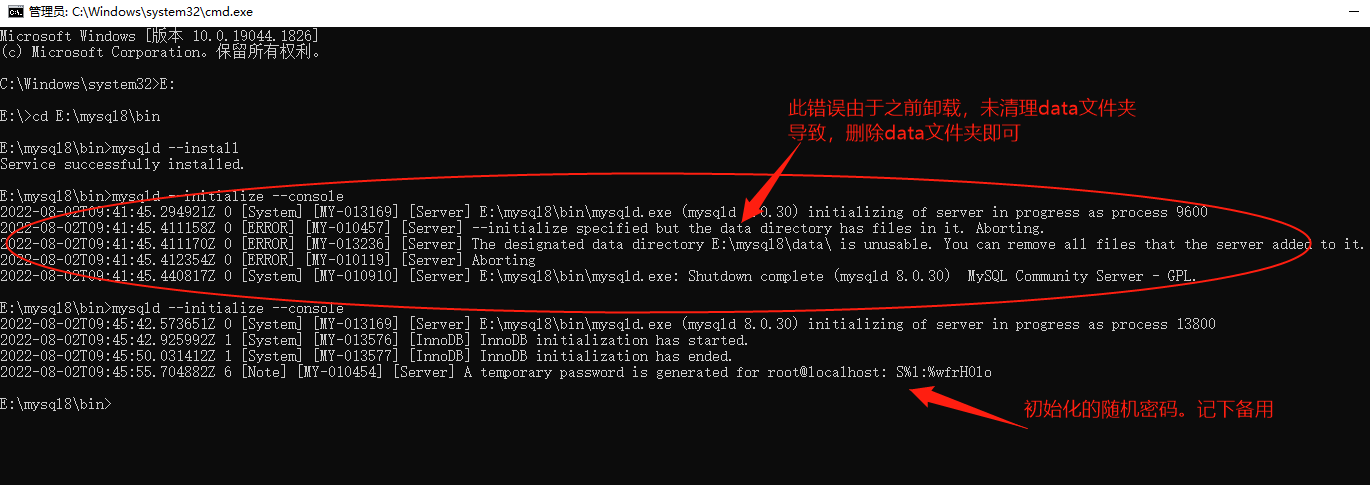 管理员: C:\Windows\system32\cmd.exe
Microsoft Windows [版本 10.0.19044.1826]
(c) Microsoft Corporation。保留所有权利。
C:\Windows\system32>E:
E:\>cd E:\mysql8\bin
此错误由于之前卸载，未清理data文件夹
导致，删除data文件夹即可
E:\mysql8\bin>mysqld --install
Service successfully installed.
E:\mysql8\bin>mysqld --initialize --console
2022-08-02T09:41:45.294921Z 0 [System] [MY-013169] [Server] E:\mysql8\bin\mysqld.exe (mysqld 8.0.30) initializing of server in progress as process 9600
2022-08-02T09:41:45.411158Z 0 [ERROR] [MY-010457] [Server] --initialize specified but the data directory has files in it. Aborting.
2022-08-02T09:41:45.411170Z 0 [ERROR] [MY-013236] [Server] The designated data directory E:\mysql8\data\ is unusable. You can remove all files that the server added to it.
2022-08-02T09:41:45.412354Z 0 [ERROR] [MY-010119] [Server] Aborting
2022-08-02T09:41:45.440817Z 0 [System] [MY-010910] [Server] E:\mysql8\bin\mysqld.exe: Shutdown complete (mysqld 8.0.30)  MySQL Community Server - GPL.
E:\mysql8\bin>mysqld --initialize --console
2022-08-02T09:45:42.573651Z 0 [System] [MY-013169] [Server] E:\mysql8\bin\mysqld.exe (mysqld 8.0.30) initializing of server in progress as process 13800
2022-08-02T09:45:42.925992Z 1 [System] [MY-013576] [InnoDB] InnoDB initialization has started.
2022-08-02T09:45:50.031412Z 1 [System] [MY-013577] [InnoDB] InnoDB initialization has ended.
2022-08-02T09:45:55.704882Z 6 [Note] [MY-010454] [Server] A temporary password is generated for root@localhost: S%1:%wfrH01o
E:\mysql8\bin>
初始化的随机密码。记下备用